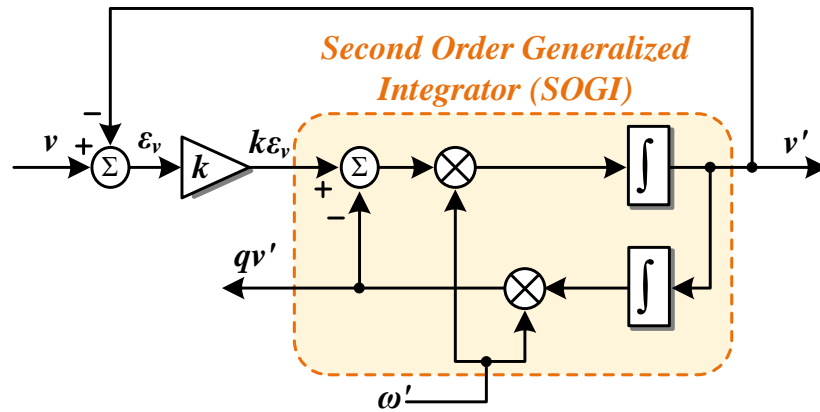 Second Order Generalized
Integrator (SOGI)
−
v + Σ εᵥ k kεᵥ + Σ ∫ v'
−
qv' ∫
ω'